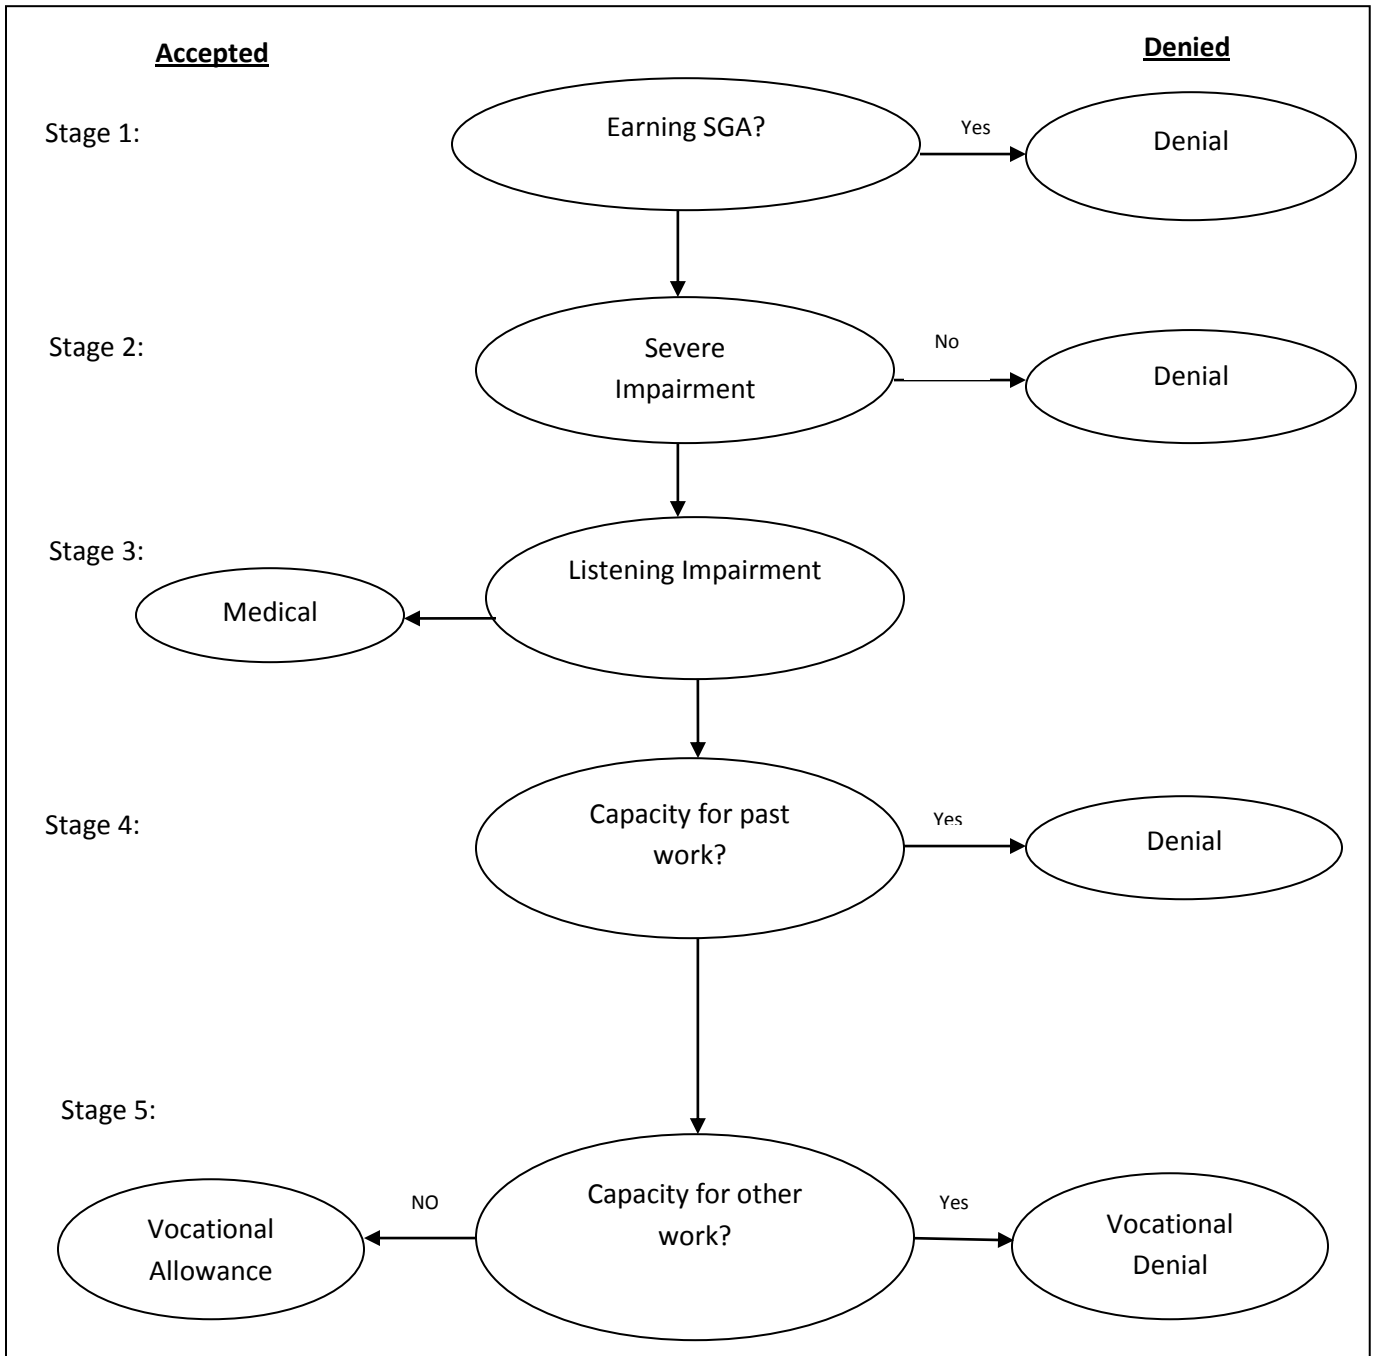 Accepted
Denied
Stage 1:
Earning SGA?
Yes
Denial
Stage 2:
Severe
Impairment
No
Denial
Stage 3:
Listening Impairment
Medical
Stage 4:
Capacity for past
work?
Yes
Denial
Stage 5:
Capacity for other
work?
NO
Yes
Vocational
Allowance
Vocational
Denial